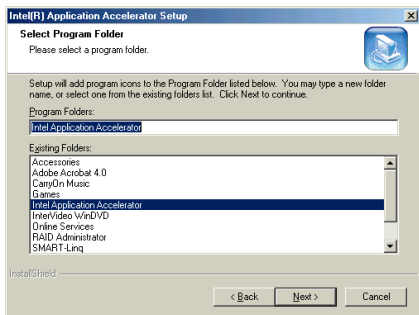 Intel(R) Application Accelerator Setup
Select Program Folder
Please select a program folder.
Setup will add program icons to the Program Folder listed below. You may type a new folder
name, or select one from the existing folders list. Click Next to continue.
Program Folders:
Intel Application Accelerator
Existing Folders:
Accessories
Adobe Acrobat 4.0
CarryOn Music
Games
Intel Application Accelerator
InterVideo WinDVD
Online Services
RAID Administrator
SMART-Linq
InstallShield
< Back
Next >
Cancel